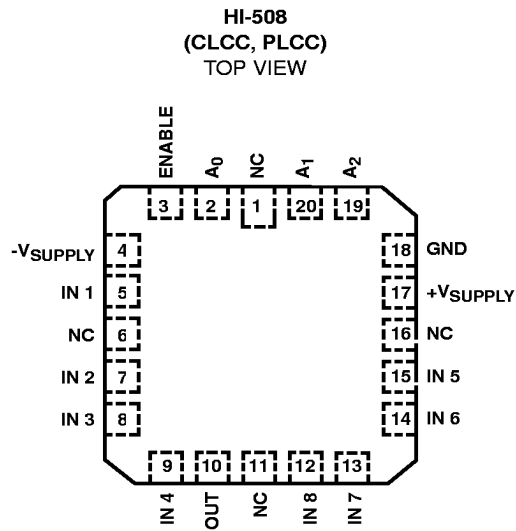 HI-508
(CLCC, PLCC)
TOP VIEW
ENABLE
A0
NC
A1
A2
3
2
1
20
19
-VSUPPLY 4
18 GND
IN 1 5
17 +VSUPPLY
NC 6
16 NC
IN 2 7
15 IN 5
IN 3 8
14 IN 6
9
10
11
12
13
IN 4
OUT
NC
IN 8
IN 7